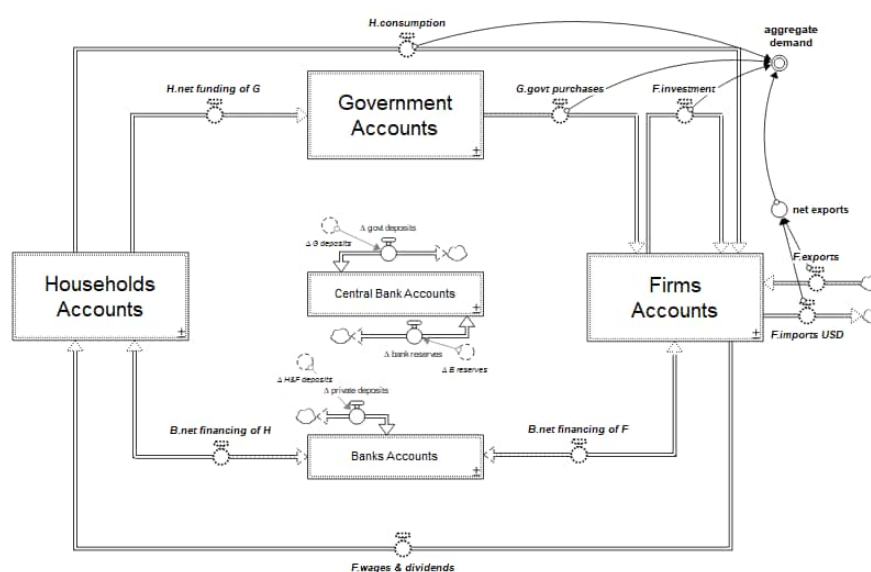 H.consumption
aggregate
demand
H.net funding of G
Government
Accounts
G.govt purchases
F.investment
net exports
Δ govt deposits
Δ G deposits
Households
Accounts
Central Bank Accounts
Firms
Accounts
F.exports
F.imports USD
Δ bank reserves
Δ B reserves
Δ H&F deposits
Δ private deposits
B.net financing of H
Banks Accounts
B.net financing of F
F.wages & dividends